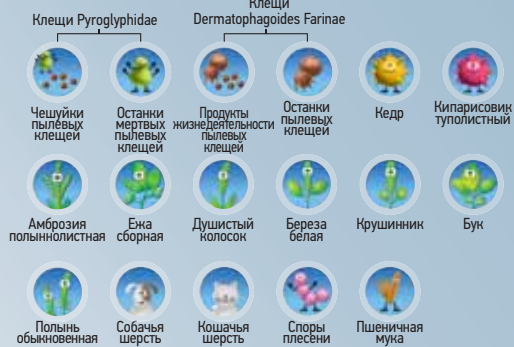 Клещи
Клещи Pyroglyphidae
Dermatophagoides Farinae
Чешуйки
пылевых
клещей
Останки
мертвых
пылевых
клещей
Продукты
жизнедеятельности
пылевых
клещей
Останки
пылевых
клещей
Кедр
Кипарисовик
туполистный
Амброзия
полыннолистная
Ежа
сборная
Душистый
колосок
Береза
белая
Крушинник
Бук
Полынь
обыкновенная
Собачья
шерсть
Кошачья
шерсть
Споры
плесени
Пшеничная
мука